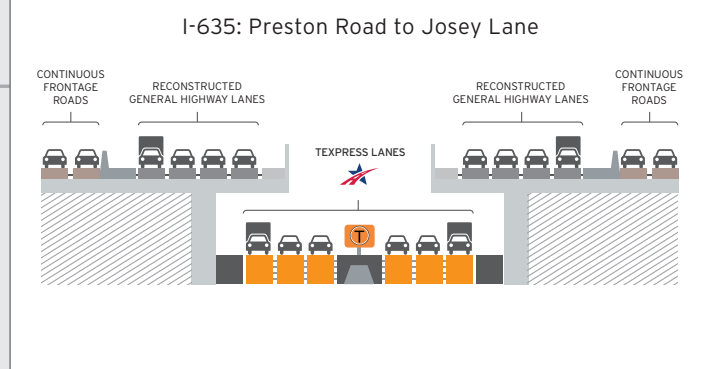 I-635: Preston Road to Josey Lane
CONTINUOUS
FRONTAGE
ROADS
RECONSTRUCTED
GENERAL HIGHWAY LANES
TEXPRESS LANES
RECONSTRUCTED
GENERAL HIGHWAY LANES
CONTINUOUS
FRONTAGE
ROADS
T